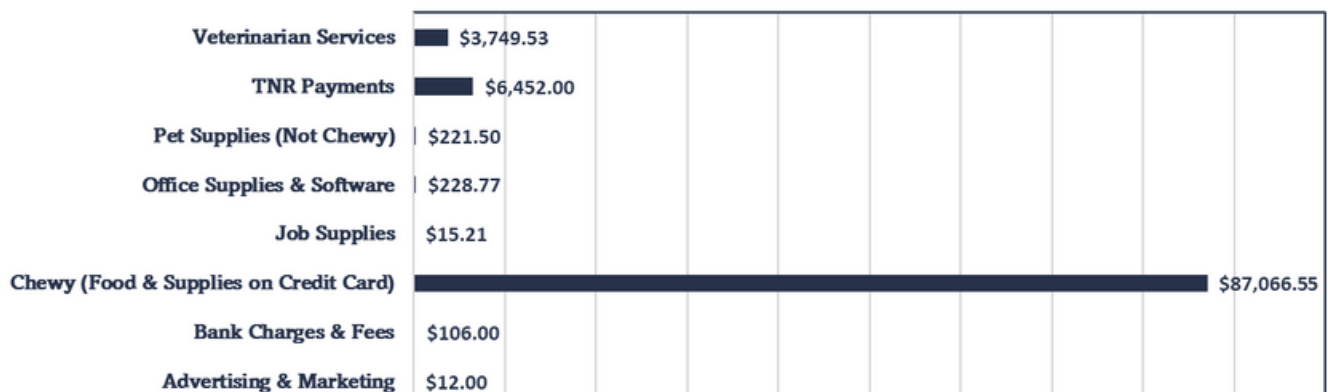 Veterinarian Services $3,749.53
TNR Payments $6,452.00
Pet Supplies (Not Chewy) $221.50
Office Supplies & Software $228.77
Job Supplies $15.21
Chewy (Food & Supplies on Credit Card) $87,066.55
Bank Charges & Fees $106.00
Advertising & Marketing $12.00